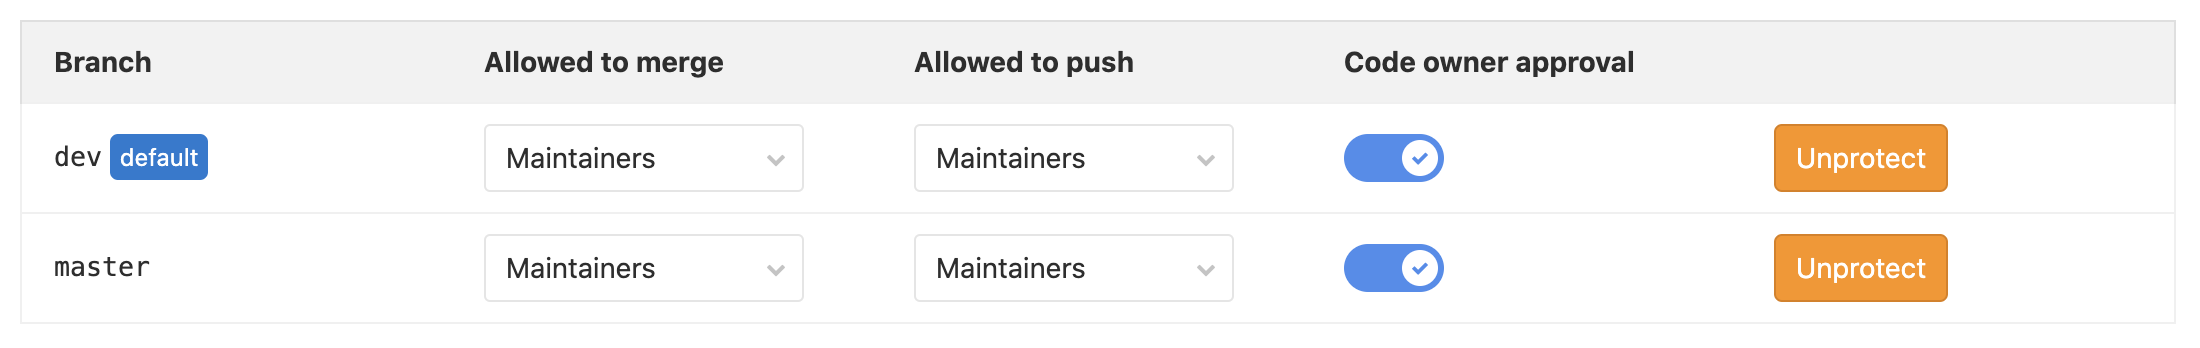 Branch Allowed to merge Allowed to push Code owner approval
dev default Maintainers Maintainers Unprotect
master Maintainers Maintainers Unprotect